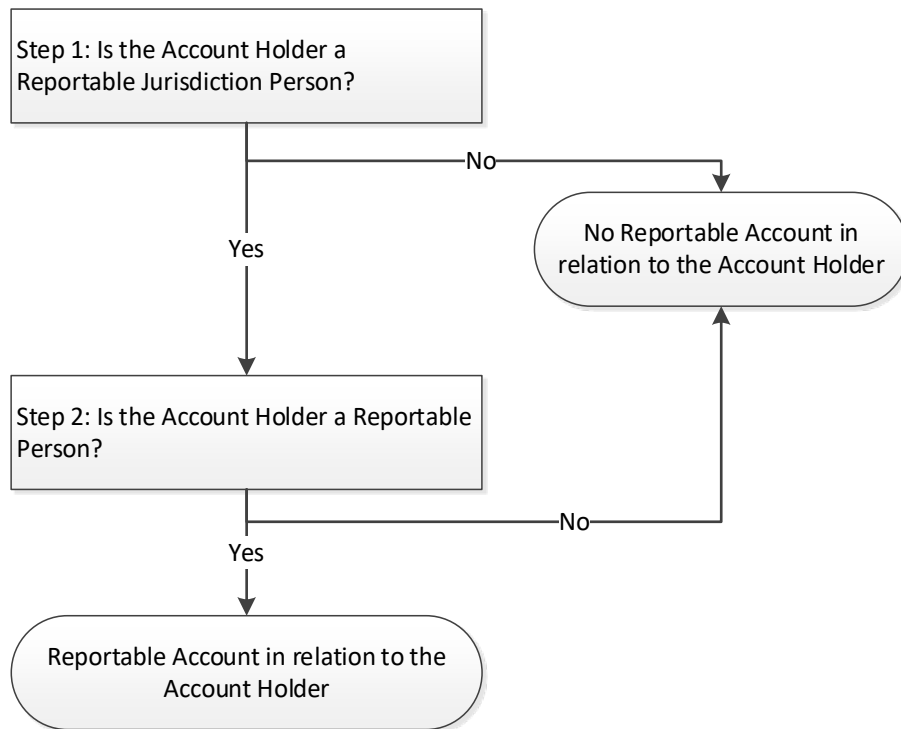 Step 1: Is the Account Holder a
Reportable Jurisdiction Person?
No
No Reportable Account in
relation to the Account Holder
Yes
Step 2: Is the Account Holder a Reportable
Person?
No
Yes
Reportable Account in relation to the
Account Holder